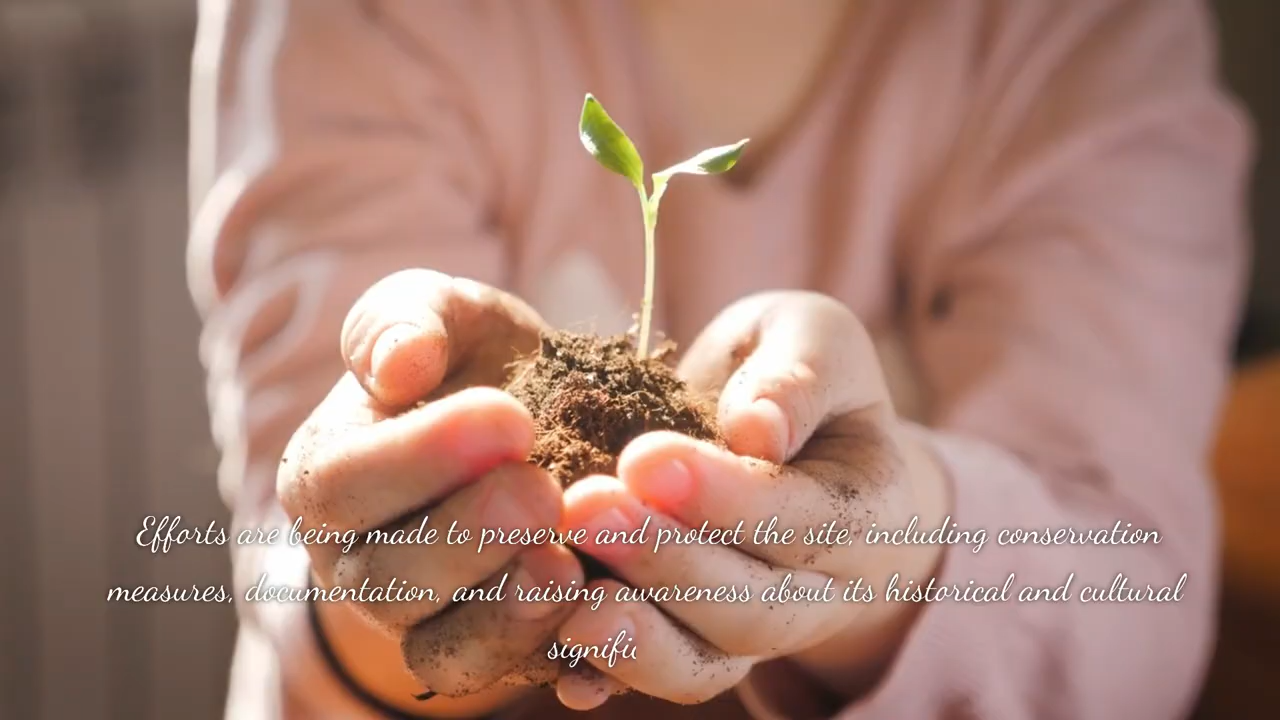 Efforts are being made to preserve and protect the site, including conservation
measures, documentation, and raising awareness about its historical and cultural
signifi